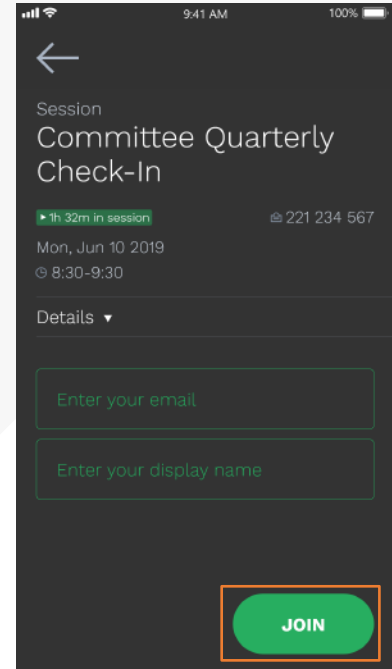 9:41 AM 100%
Session
Committee Quarterly
Check-In
1h 32m in session 221 234 567
Mon, Jun 10 2019
8:30-9:30
Details
Enter your email
Enter your display name
JOIN